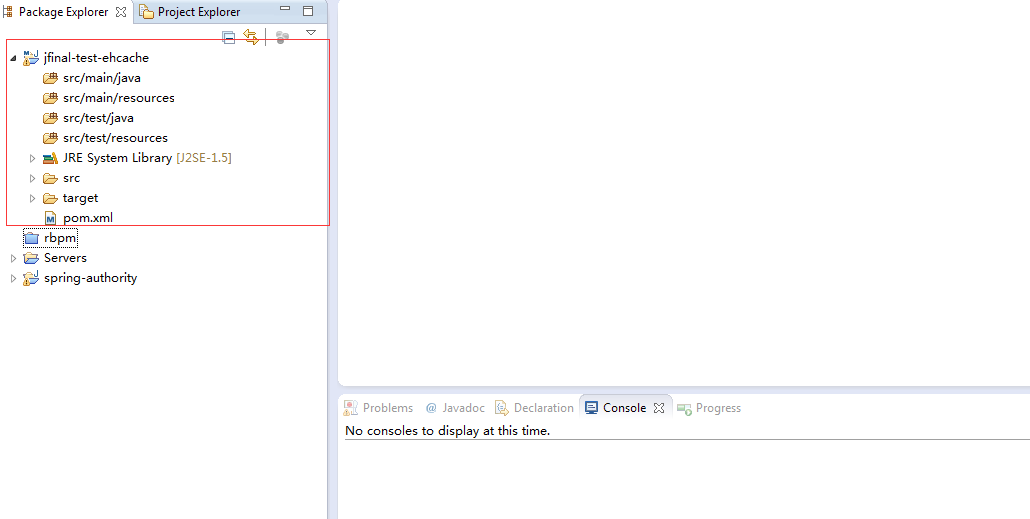 Package Explorer
Project Explorer
jfinal-test-ehcache
src/main/java
src/main/resources
src/test/java
src/test/resources
JRE System Library [J2SE-1.5]
src
target
pom.xml
rbpm
Servers
spring-authority
Problems @ Javadoc Declaration Console Progress
No consoles to display at this time.